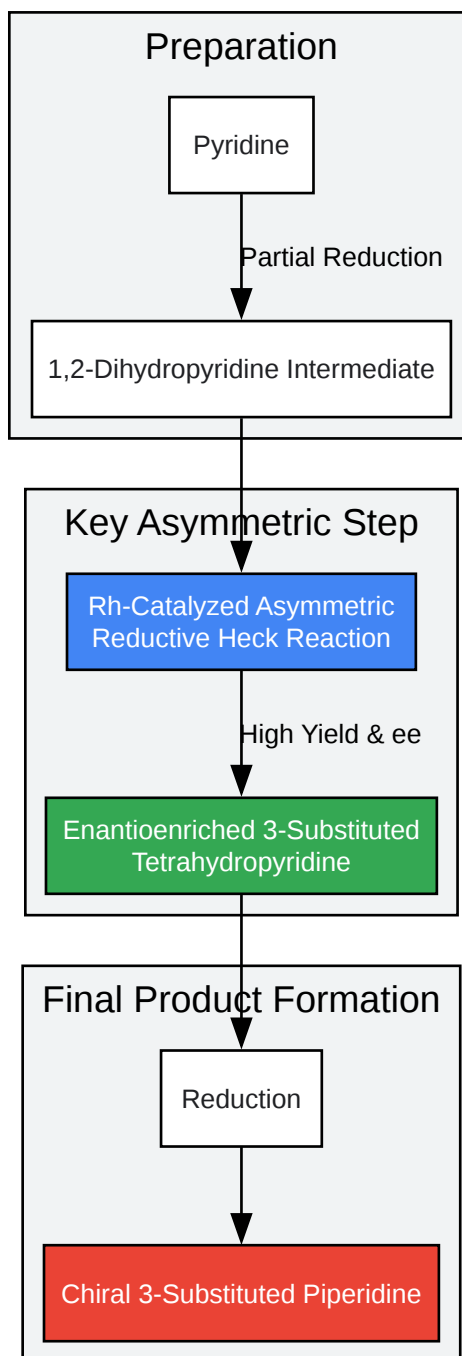 Preparation
Pyridine
Partial Reduction
1,2-Dihydropyridine Intermediate
Key Asymmetric Step
Rh-Catalyzed Asymmetric
Reductive Heck Reaction
High Yield & ee
Enantioenriched 3-Substituted
Tetrahydropyridine
Final Product Formation
Reduction
Chiral 3-Substituted Piperidine